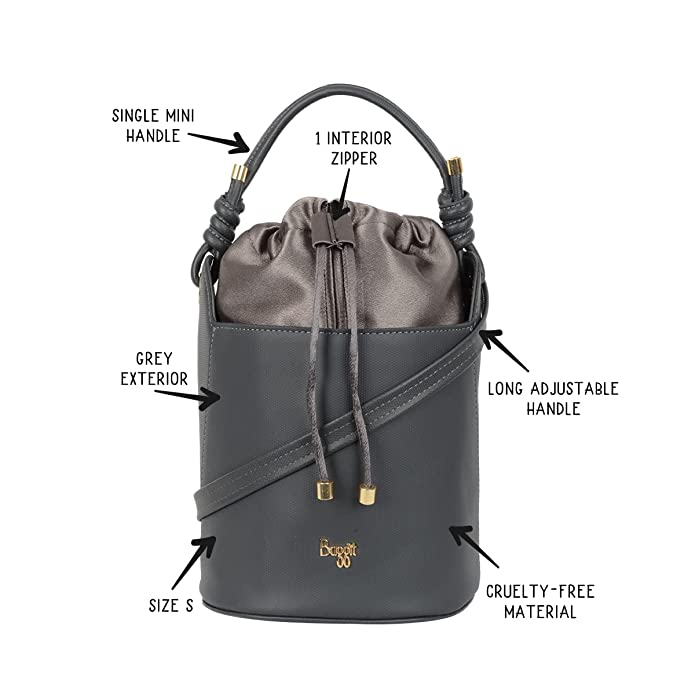 SINGLE MINI
HANDLE
1 INTERIOR
ZIPPER
GREY
EXTERIOR
LONG ADJUSTABLE
HANDLE
Baggit
SIZE S
CRUELTY-FREE
MATERIAL